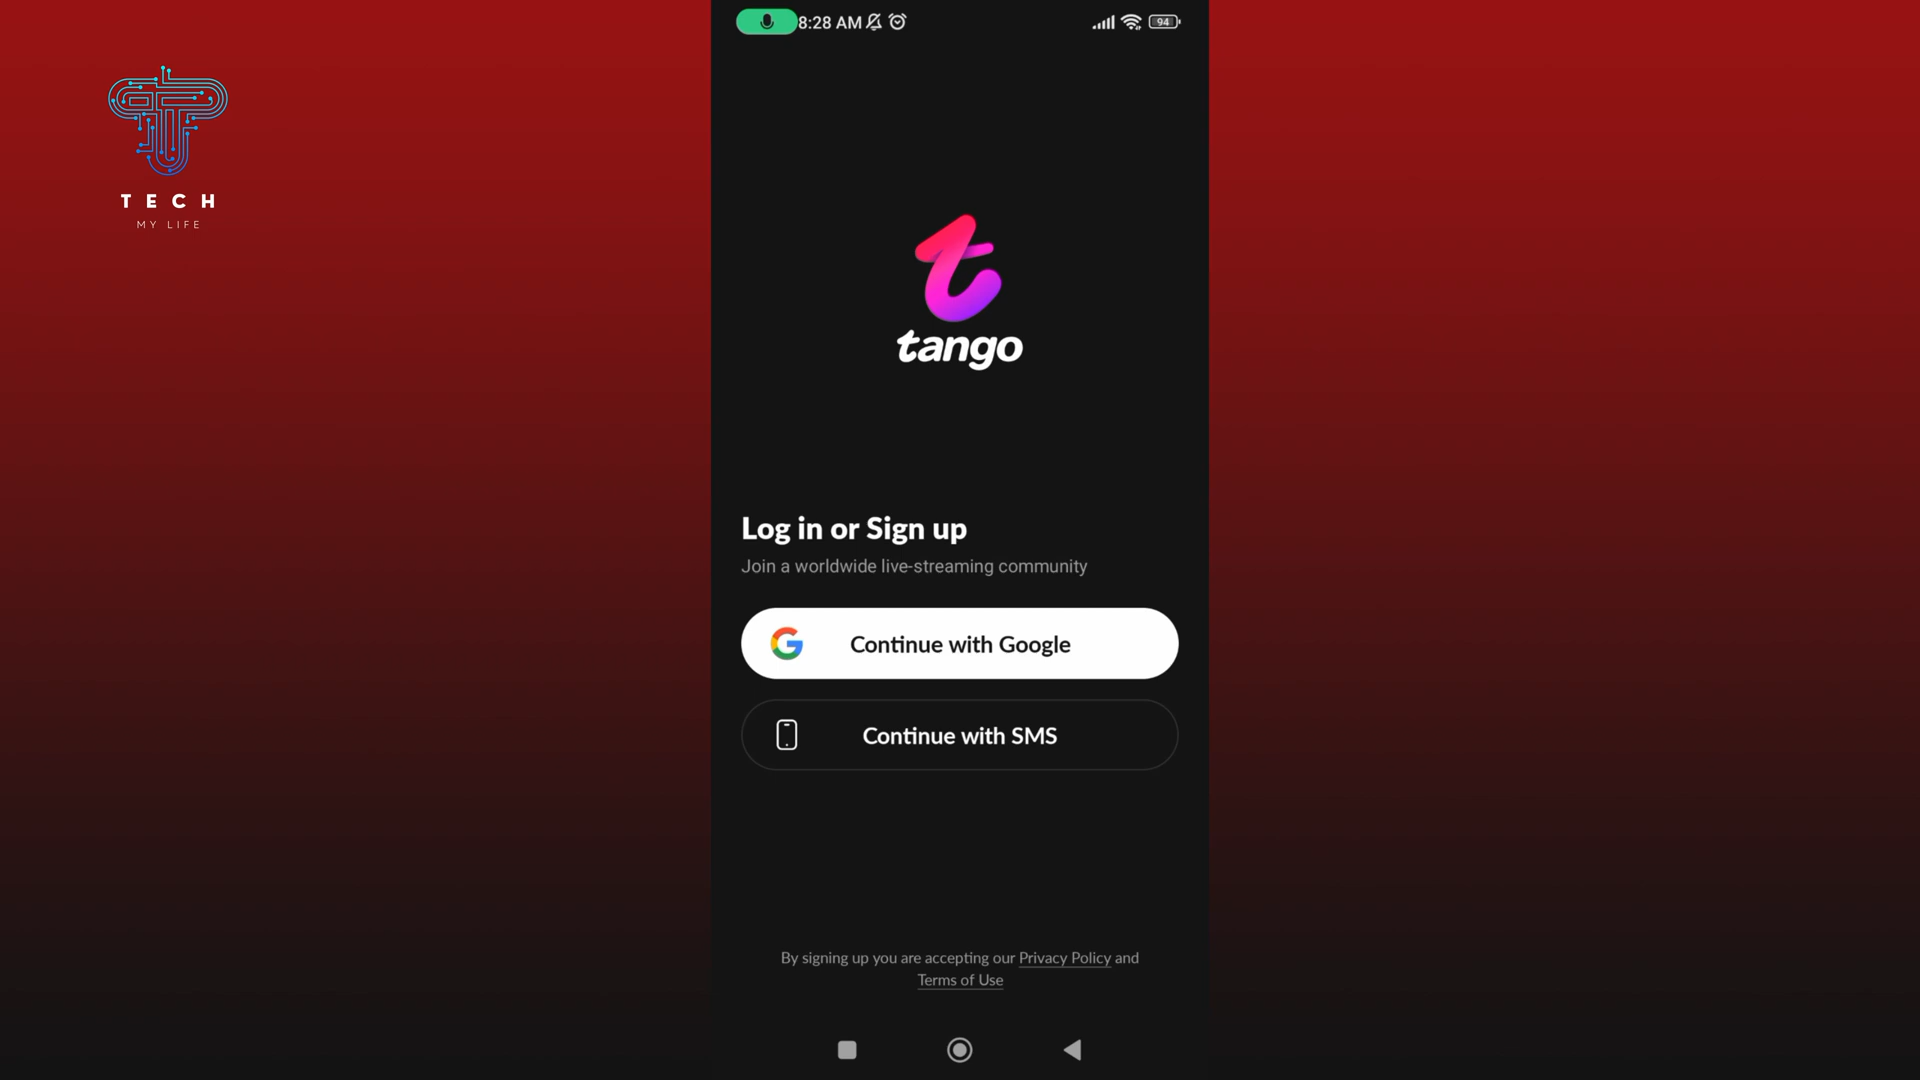 8:28 AM
94
TECH
MY LIFE
tango
Log in or Sign up
Join a worldwide live-streaming community
Continue with Google
Continue with SMS
By signing up you are accepting our Privacy Policy and
Terms of Use